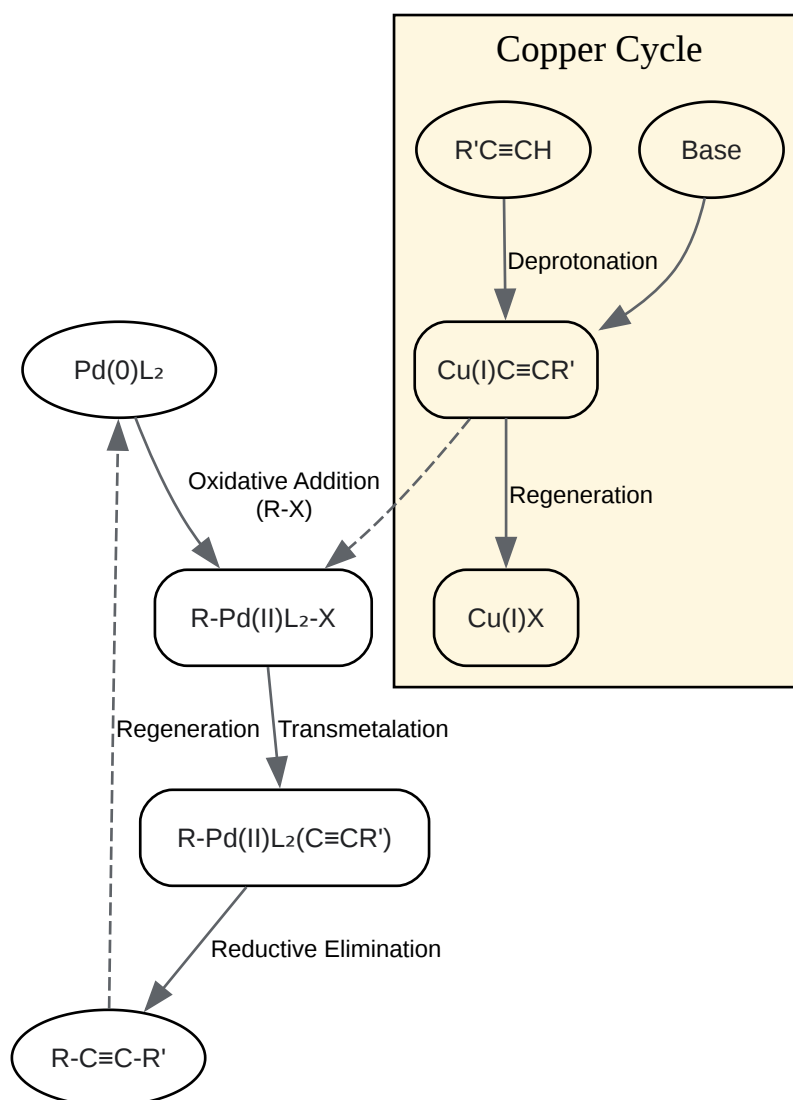 Copper Cycle
R'C≡CH
Base
Deprotonation
Pd(0)L₂
Cu(I)C≡CR'
Oxidative Addition
(R-X)
Regeneration
R-Pd(II)L₂-X
Cu(I)X
Regeneration
Transmetalation
R-Pd(II)L₂(C≡CR')
Reductive Elimination
R-C≡C-R'